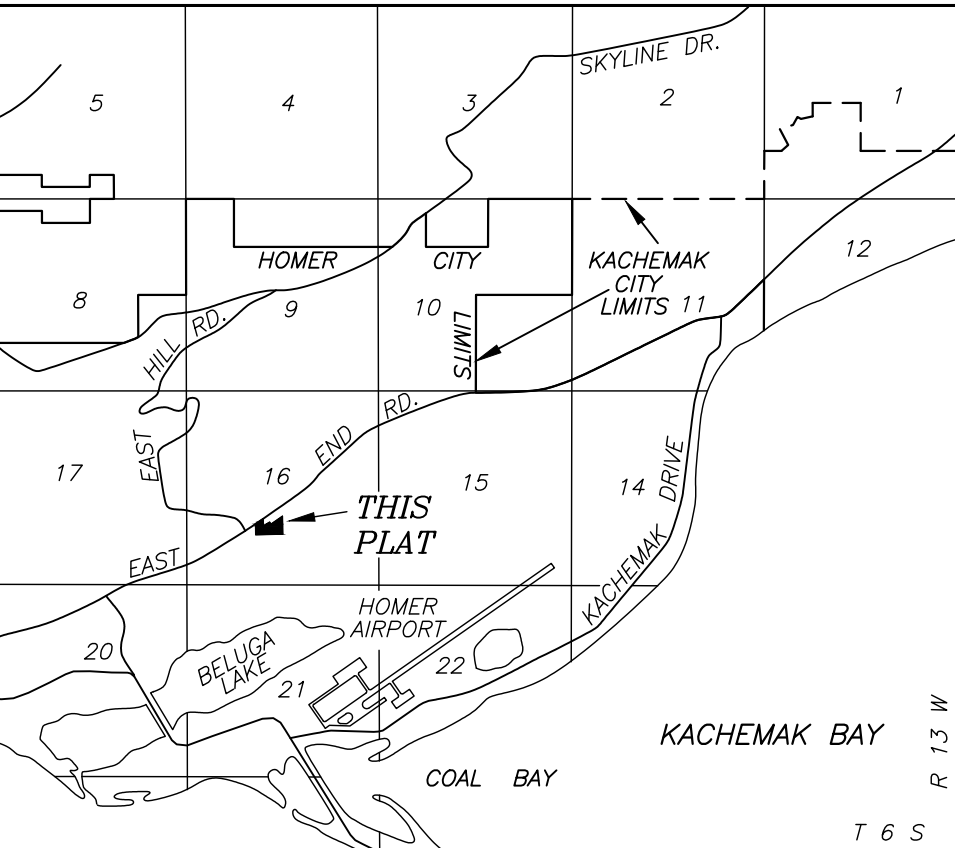 SKYLINE DR.
5
4
3
2
1
HOMER
CITY
KACHEMAK
CITY
LIMITS
12
8
HILL RD.
9
10
LIMITS
11
EAST
END RD.
17
16
15
14
THIS
PLAT
KACHEMAK DRIVE
EAST
HOMER
AIRPORT
20
BELUGA
LAKE
21
22
KACHEMAK BAY
R 13 W
COAL BAY
T 6 S